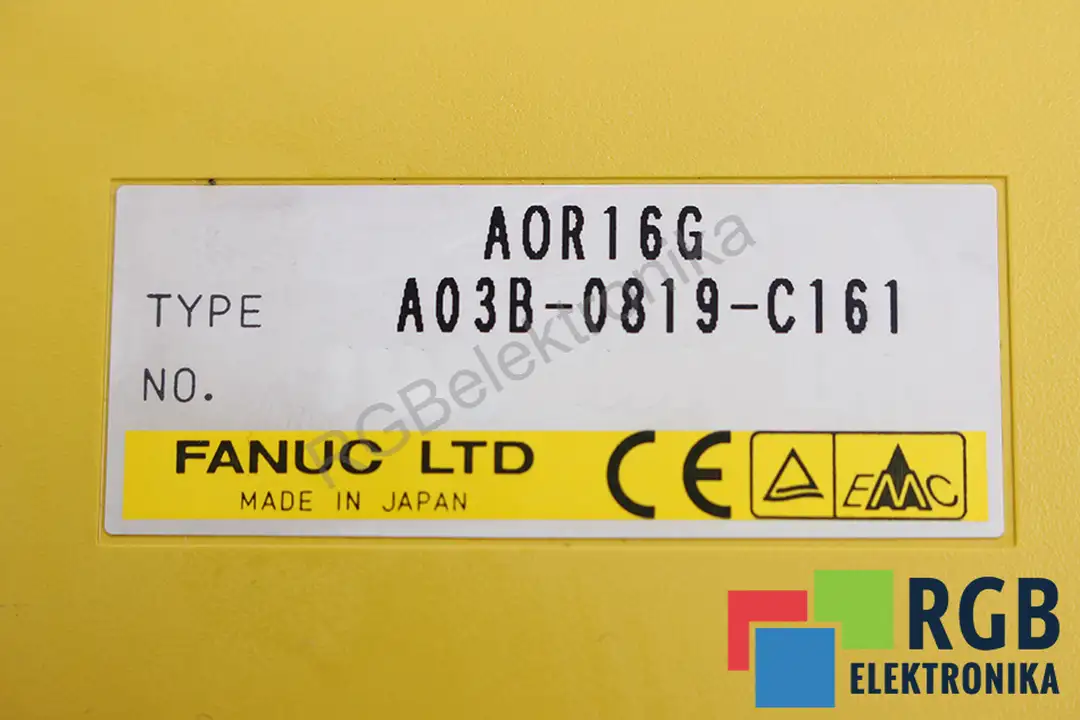 AOR16G
TYPE A03B-0819-C161
NO.
FANUC LTD
MADE IN JAPAN
CE
EMC
RGBelektronika
RGB
ELEKTRONIKA